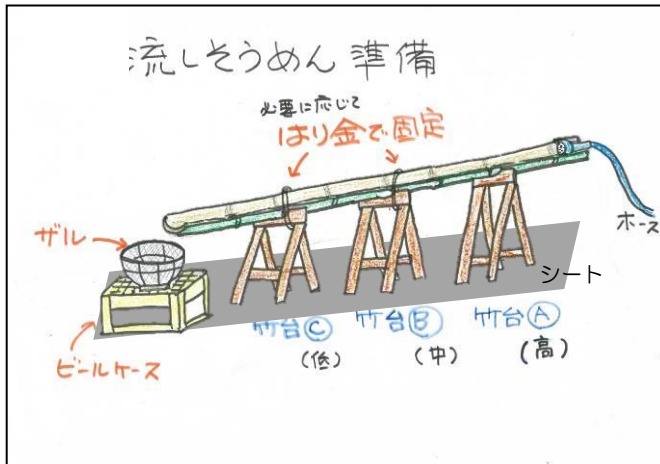 流しそうめん準備
必要に応じて
はり金で固定
ザル
ホース
シート
竹台Ⓒ
竹台Ⓑ
竹台Ⓐ
(低)
(中)
(高)
ビールケース